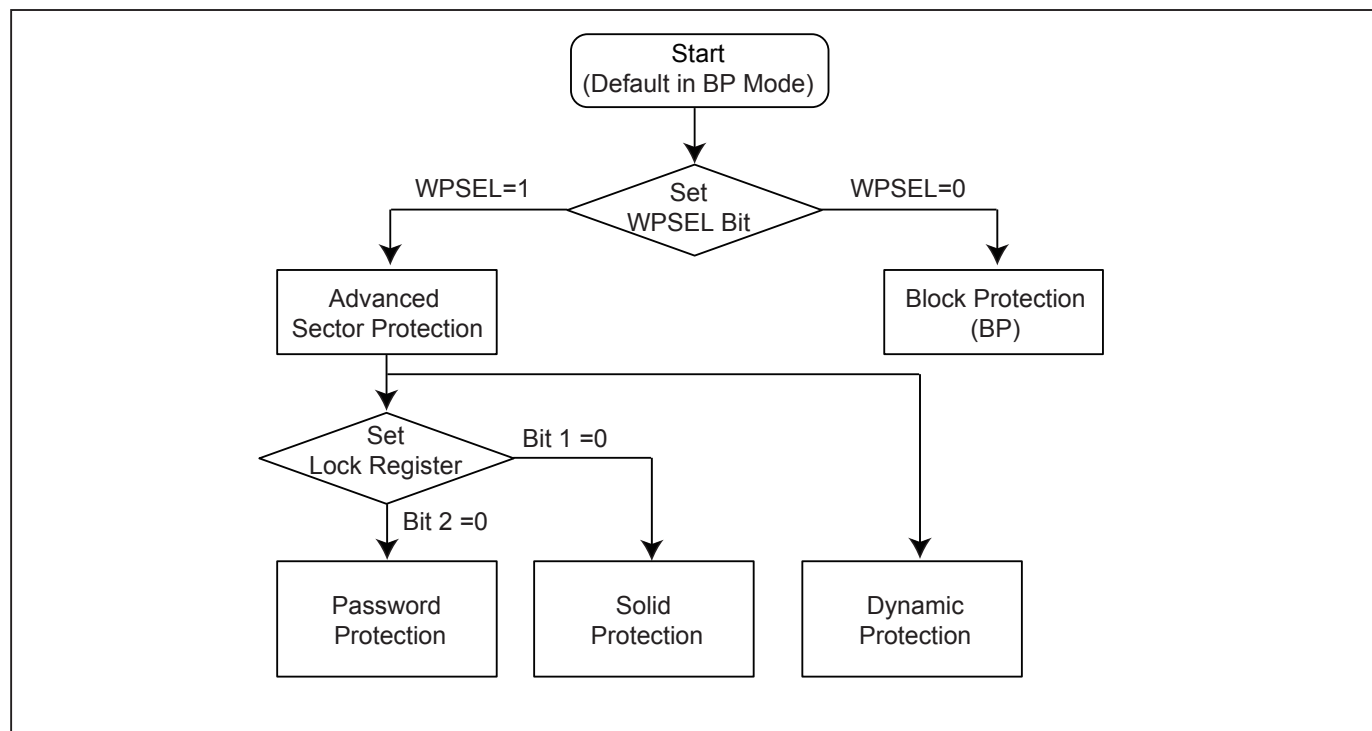 Start
(Default in BP Mode)
WPSEL=1
Set
WPSEL Bit
WPSEL=0
Advanced
Sector Protection
Block Protection
(BP)
Set
Lock Register
Bit 1 =0
Bit 2 =0
Password
Protection
Solid
Protection
Dynamic
Protection